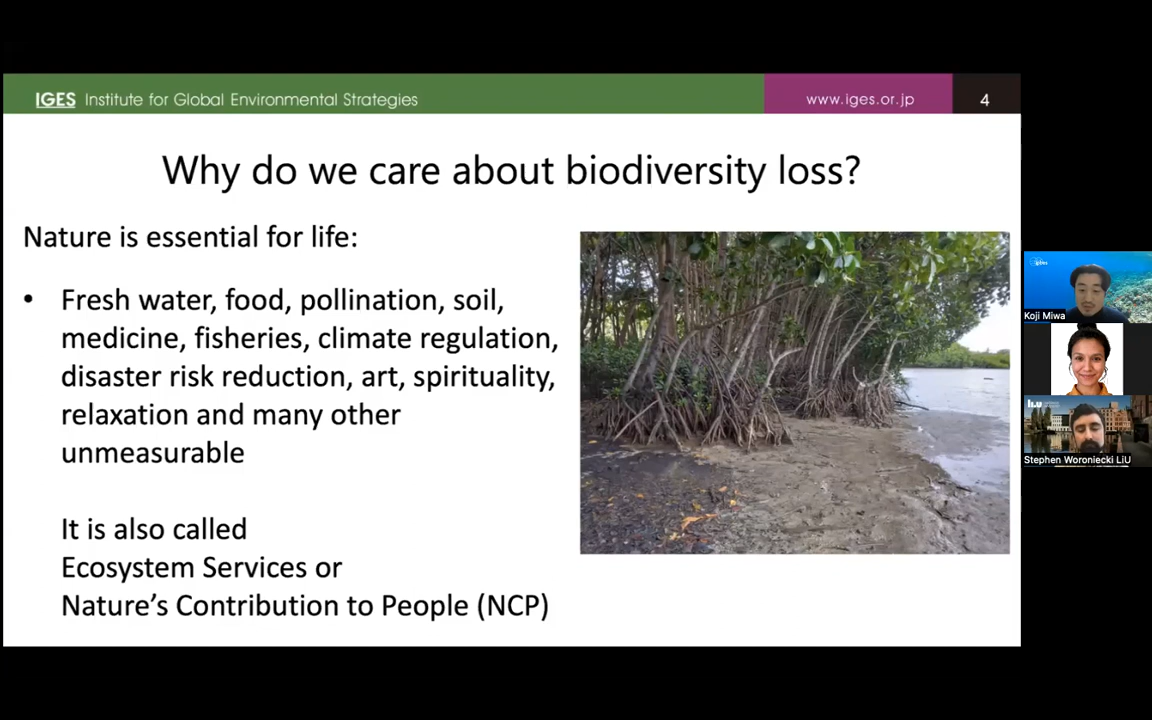 IGES Institute for Global Environmental Strategies
www.iges.or.jp
4
Why do we care about biodiversity loss?
Nature is essential for life:
• Fresh water, food, pollination, soil,
medicine, fisheries, climate regulation,
disaster risk reduction, art, spirituality,
relaxation and many other
unmeasurable
It is also called
Ecosystem Services or
Nature's Contribution to People (NCP)
Koji Miwa
Stephen Woroniecki LiU